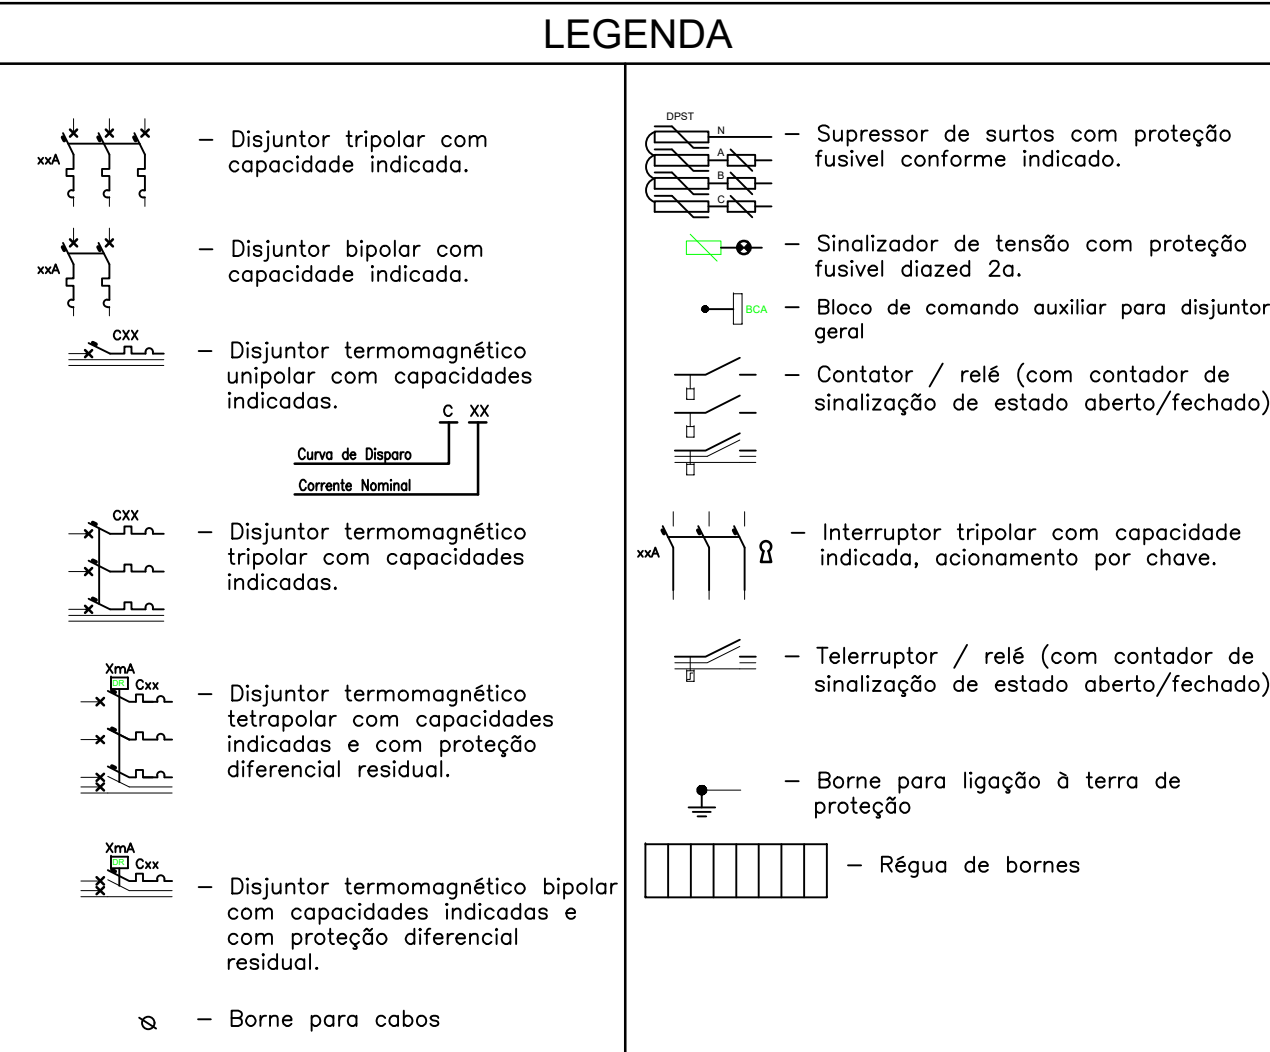 LEGENDA
xxA
– Disjuntor tripolar com
capacidade indicada.
xxA
– Disjuntor bipolar com
capacidade indicada.
CXX
– Disjuntor termomagnético
unipolar com capacidades
indicadas.
C XX
Curva de Disparo
Corrente Nominal
CXX
– Disjuntor termomagnético
tripolar com capacidades
indicadas.
XmA
DR Cxx
– Disjuntor termomagnético
tetrapolar com capacidades
indicadas e com proteção
diferencial residual.
XmA
DR Cxx
– Disjuntor termomagnético bipolar
com capacidades indicadas e
com proteção diferencial
residual.
– Borne para cabos
DPST
N
A
B
C
– Supressor de surtos com proteção
fusivel conforme indicado.
– Sinalizador de tensão com proteção
fusivel diazed 2a.
BCA
– Bloco de comando auxiliar para disjuntor
geral
– Contator / relé (com contador de
sinalização de estado aberto/fechado)
xxA
– Interruptor tripolar com capacidade
indicada, acionamento por chave.
– Telerruptor / relé (com contador de
sinalização de estado aberto/fechado)
– Borne para ligação à terra de
proteção
– Régua de bornes